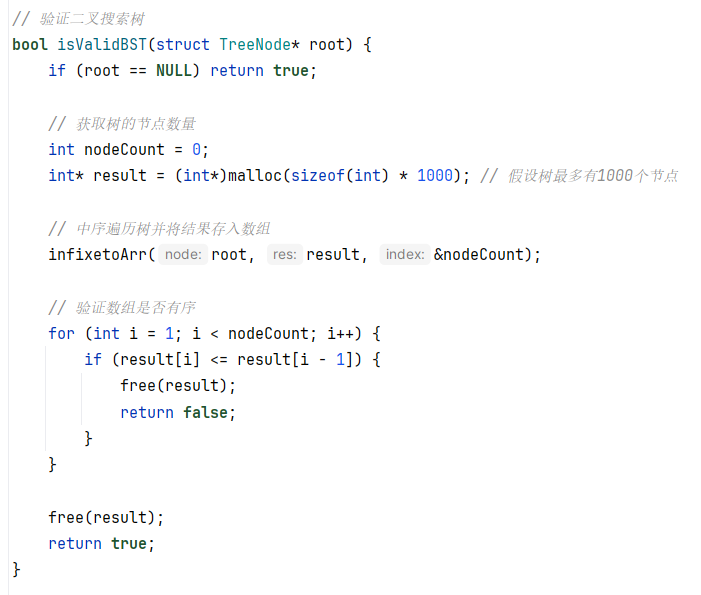 // 验证二叉搜索树
bool isValidBST(struct TreeNode* root) {
    if (root == NULL) return true;
    // 获取树的节点数量
    int nodeCount = 0;
    int* result = (int*)malloc(sizeof(int) * 1000); // 假设树最多有1000个节点
    // 中序遍历树并将结果存入数组
    infixetoArr( node: root, res: result, index: &nodeCount);
    // 验证数组是否有序
    for (int i = 1; i < nodeCount; i++) {
        if (result[i] <= result[i - 1]) {
            free(result);
            return false;
        }
    }
    free(result);
    return true;
}